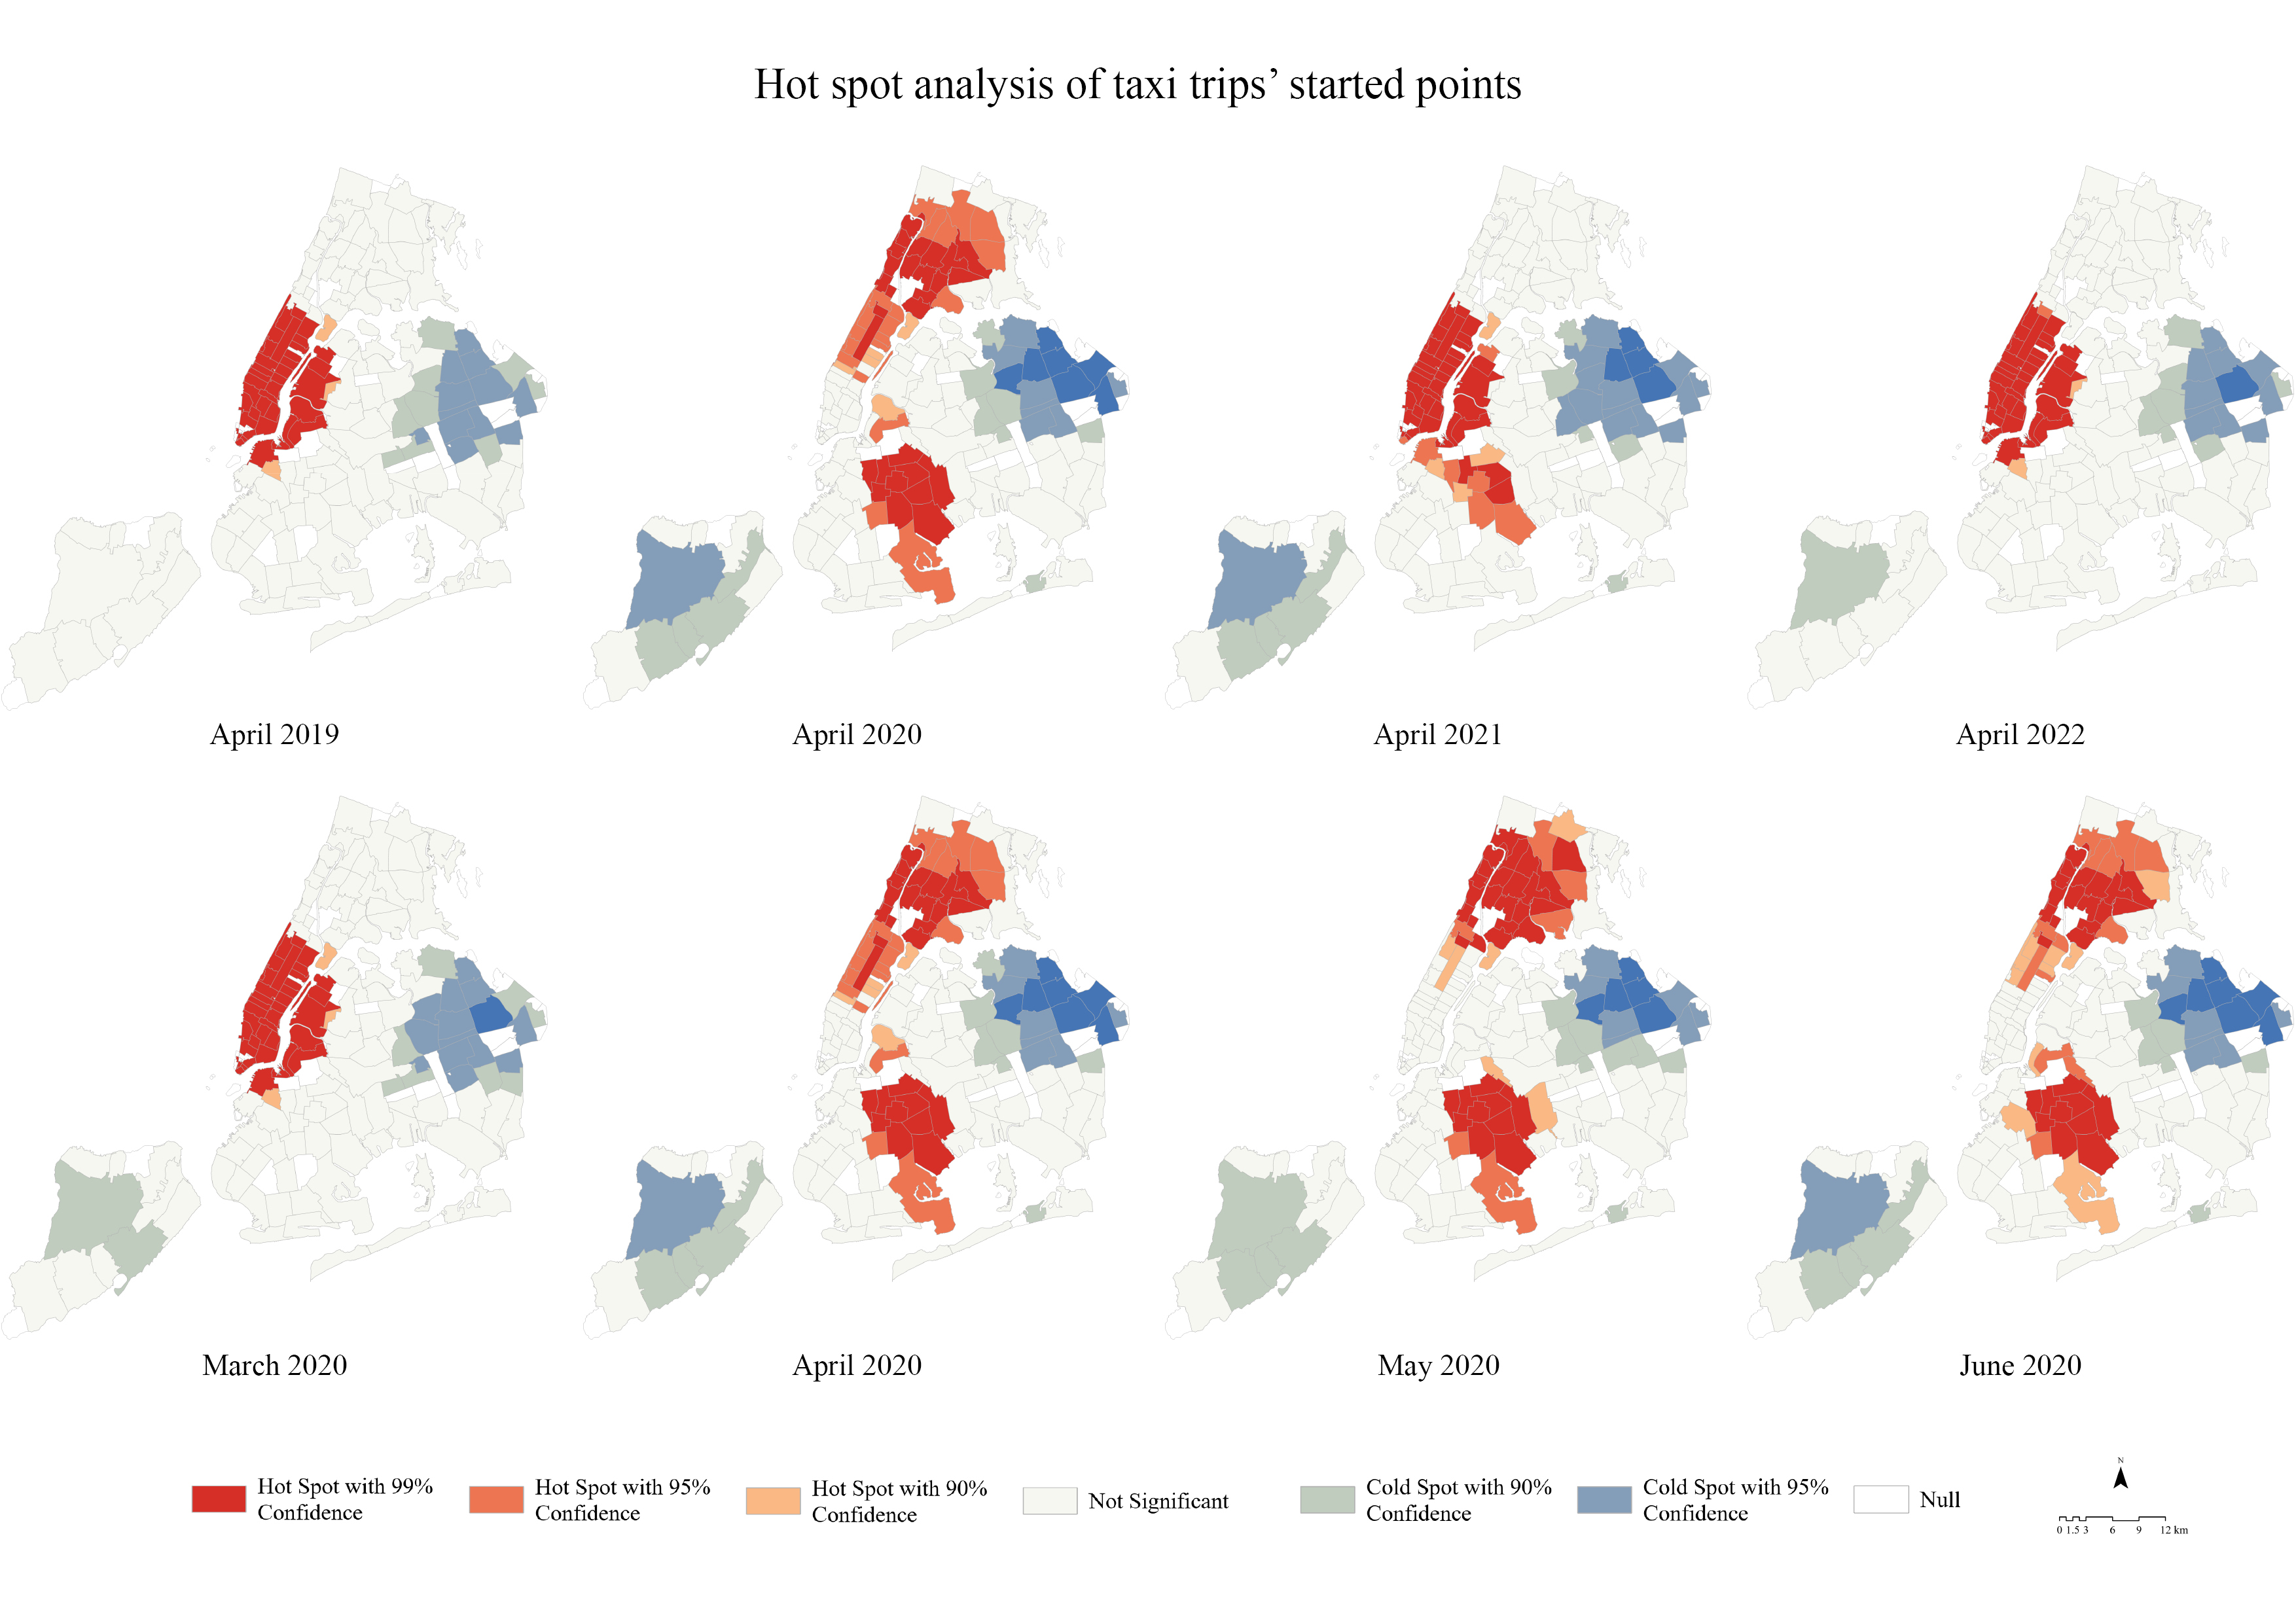 Hot spot analysis of taxi trips’ started points
April 2019
April 2020
April 2021
April 2022
March 2020
April 2020
May 2020
June 2020
Hot Spot with 99%
Confidence
Hot Spot with 95%
Confidence
Hot Spot with 90%
Confidence
Not Significant
Cold Spot with 90%
Confidence
Cold Spot with 95%
Confidence
Null
N
0 1.5 3 6 9 12 km